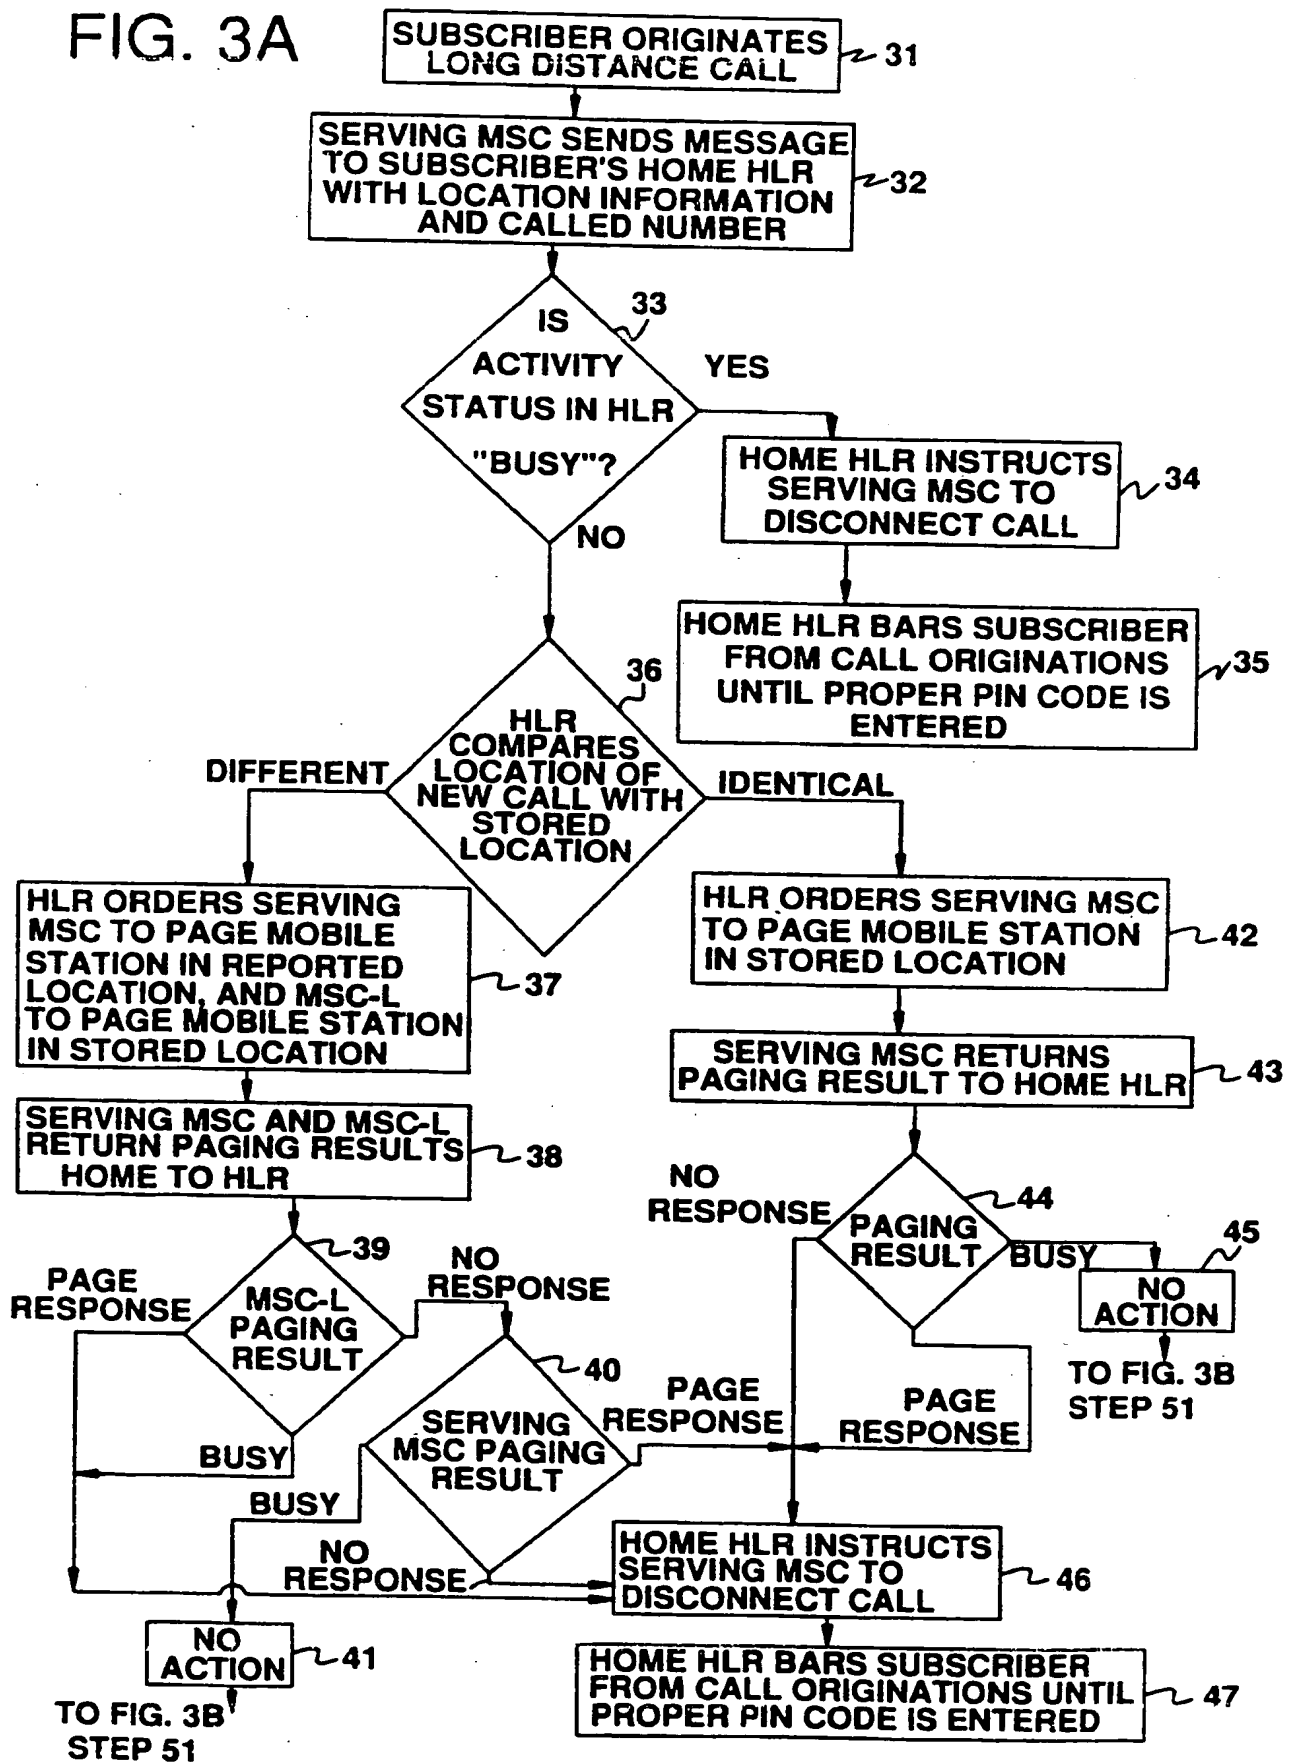 FIG. 3A
SUBSCRIBER ORIGINATES
LONG DISTANCE CALL
31
SERVING MSC SENDS MESSAGE
TO SUBSCRIBER'S HOME HLR
WITH LOCATION INFORMATION
AND CALLED NUMBER
32
33
IS
ACTIVITY
STATUS IN HLR
"BUSY"?
YES
NO
HOME HLR INSTRUCTS
SERVING MSC TO
DISCONNECT CALL
34
HOME HLR BARS SUBSCRIBER
FROM CALL ORIGINATIONS
UNTIL PROPER PIN CODE IS
ENTERED
35
36
HLR
COMPARES
LOCATION OF
NEW CALL WITH
STORED
LOCATION
DIFFERENT
IDENTICAL
HLR ORDERS SERVING
MSC TO PAGE MOBILE
STATION IN REPORTED
LOCATION, AND MSC-L
TO PAGE MOBILE STATION
IN STORED LOCATION
37
HLR ORDERS SERVING MSC
TO PAGE MOBILE STATION
IN STORED LOCATION
42
SERVING MSC RETURNS
PAGING RESULT TO HOME HLR
43
SERVING MSC AND MSC-L
RETURN PAGING RESULTS
HOME TO HLR
38
39
MSC-L
PAGING
RESULT
PAGE
RESPONSE
NO
RESPONSE
BUSY
40
SERVING
MSC PAGING
RESULT
PAGE
RESPONSE
BUSY
NO
RESPONSE
44
PAGING
RESULT
NO
RESPONSE
BUSY
PAGE
RESPONSE
45
NO
ACTION
TO FIG. 3B
STEP 51
HOME HLR INSTRUCTS
SERVING MSC TO
DISCONNECT CALL
46
NO
ACTION
41
TO FIG. 3B
STEP 51
HOME HLR BARS SUBSCRIBER
FROM CALL ORIGINATIONS UNTIL
PROPER PIN CODE IS ENTERED
47